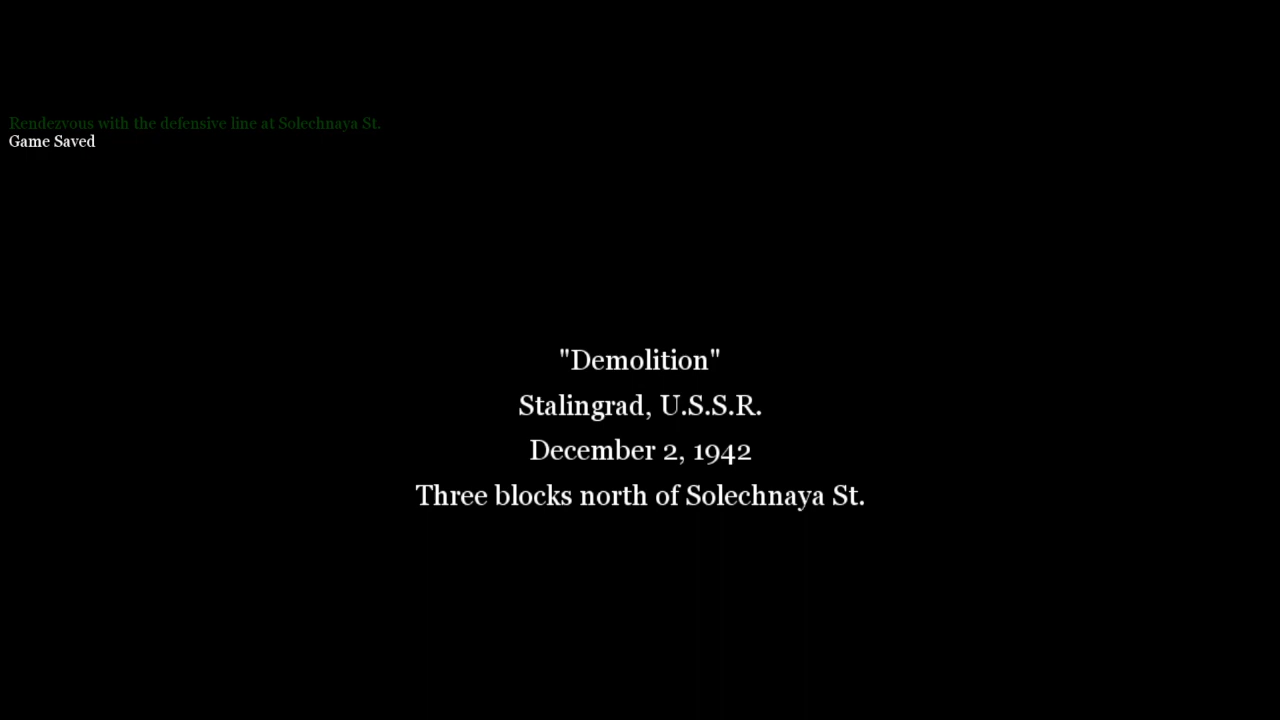 Rendezvous with the defensive line at Solechnaya St.
Game Saved
"Demolition"
Stalingrad, U.S.S.R.
December 2, 1942
Three blocks north of Solechnaya St.